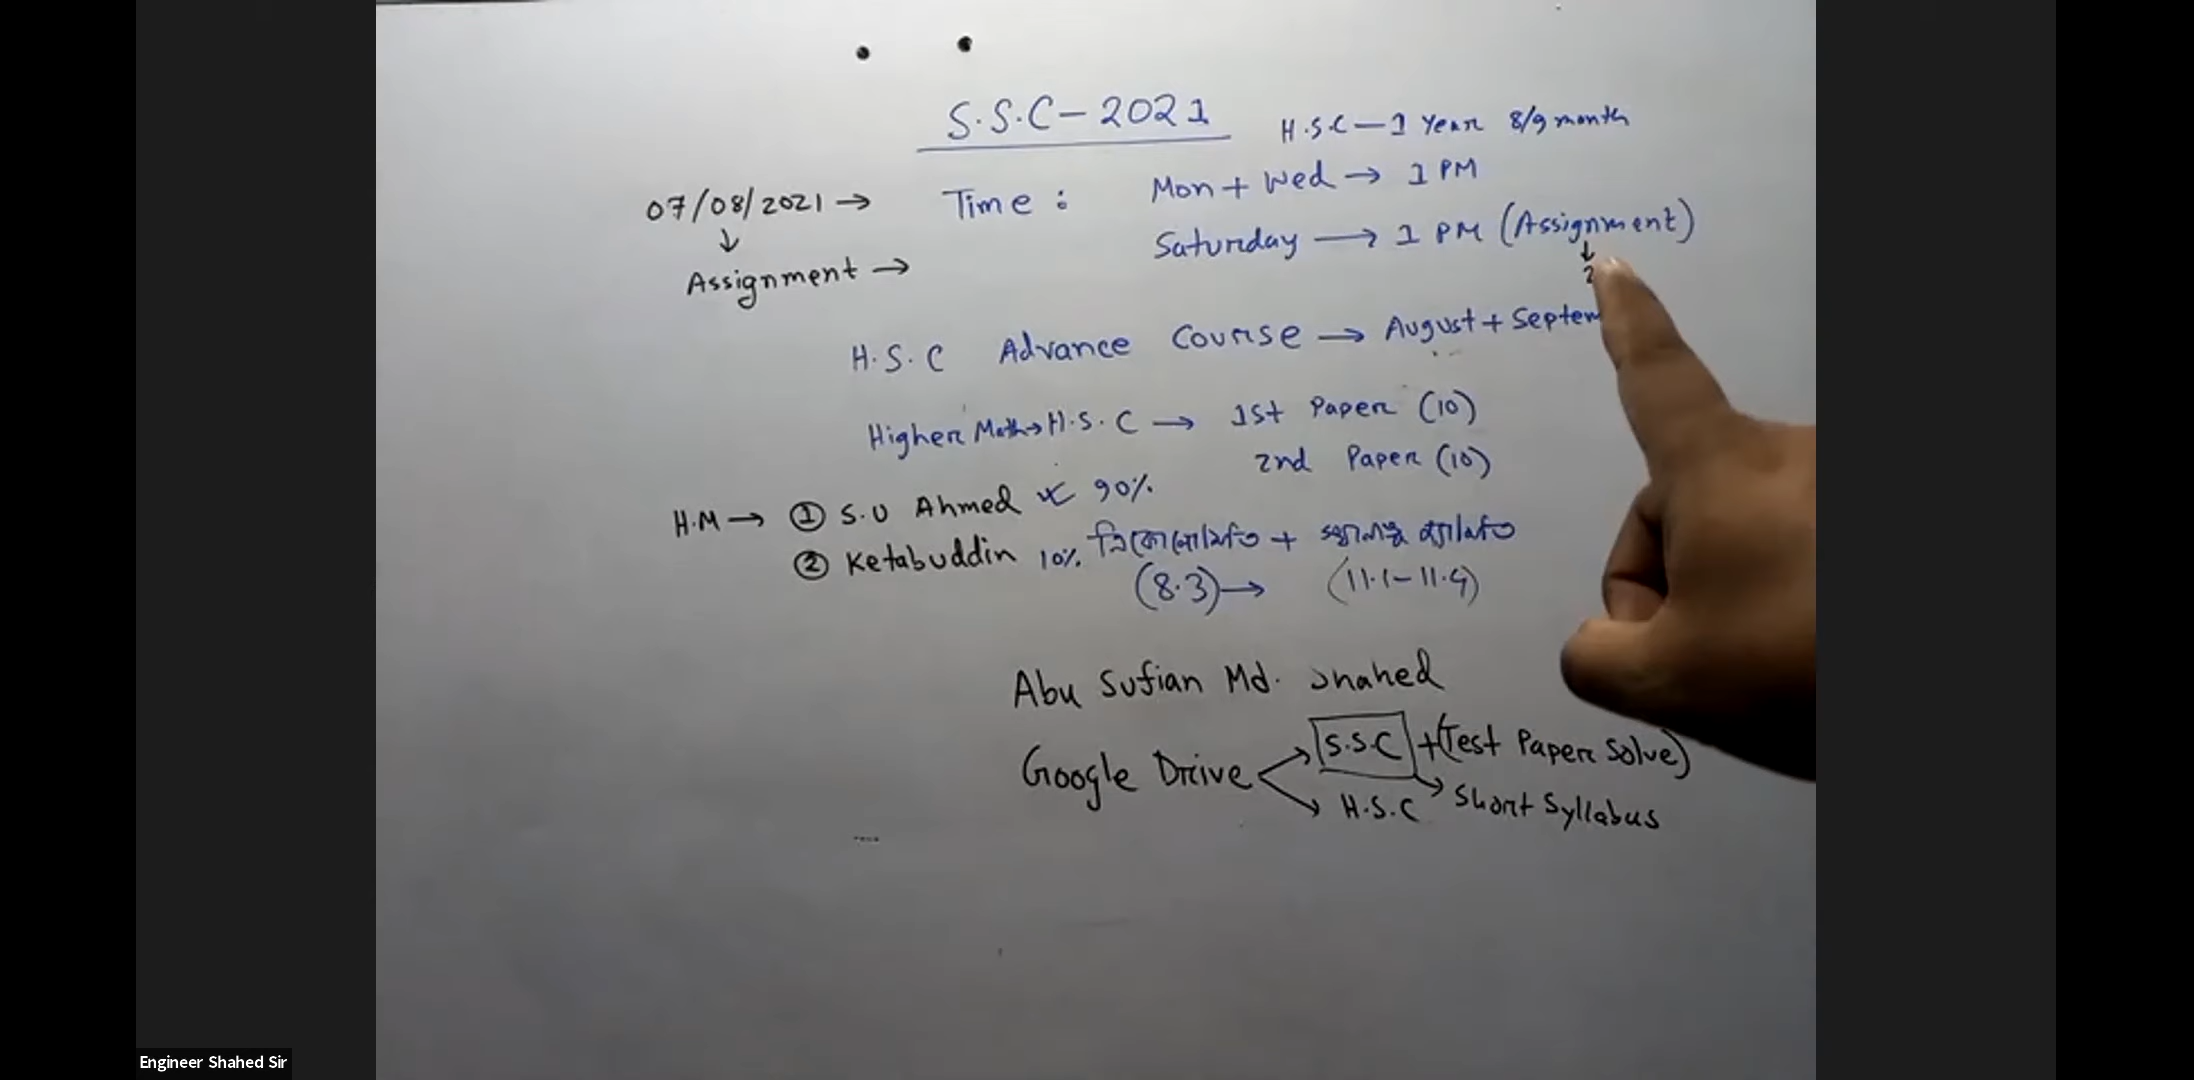 S.S.C - 2021
H.S.C - 1 Year 8/9 month
07/08/2021 → Time : Mon + Wed → 1 PM
↓
Assignment →
Saturday → 1 PM (Assignment)
↓
2
H.S.C Advance Course → August + Septem
Higher Math → H.S.C → 1st Paper (10)
2nd Paper (10)
H.M → ① S.U Ahmed 90%
② Ketabuddin 10% ত্রিকোণোমিতি +
(8.3) → (11.1 - 11.4)
Abu Sufian Md. Shahed
Google Drive S.S.C + (Test Paper Solve)
→ Short Syllabus
H.S.C
Engineer Shahed Sir